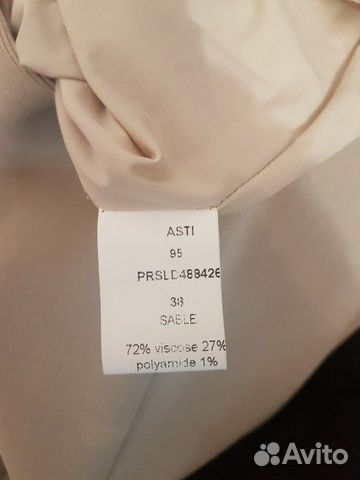 ASTI
95
PRSLD488426
38
SABLE
72% viscose 27%
polyamide 1%
Avito